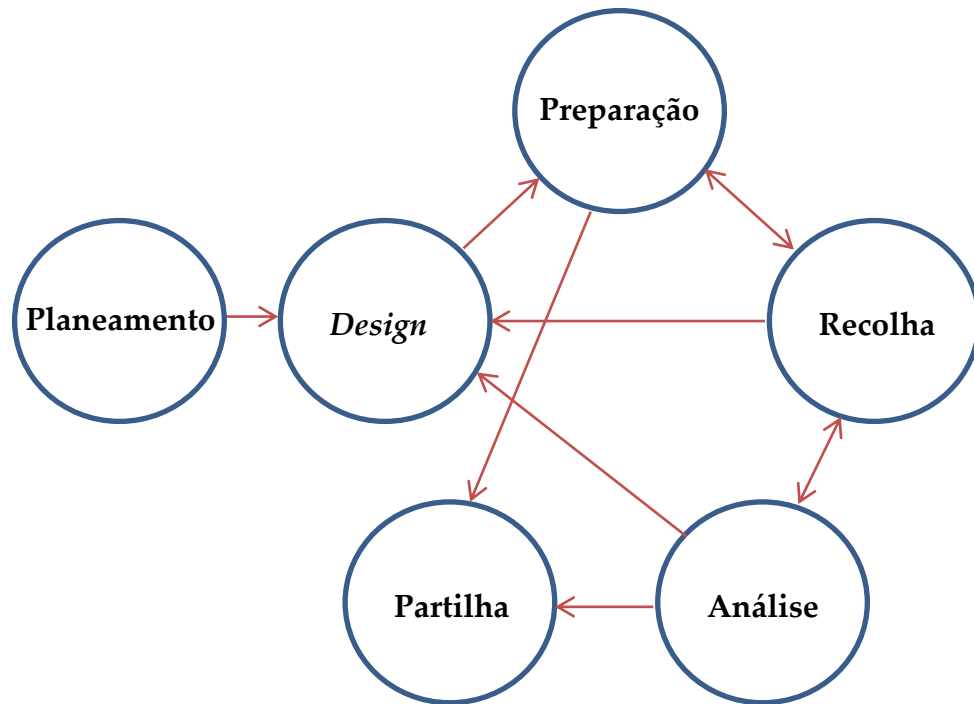 Preparação
Planeamento
Design
Recolha
Partilha
Análise